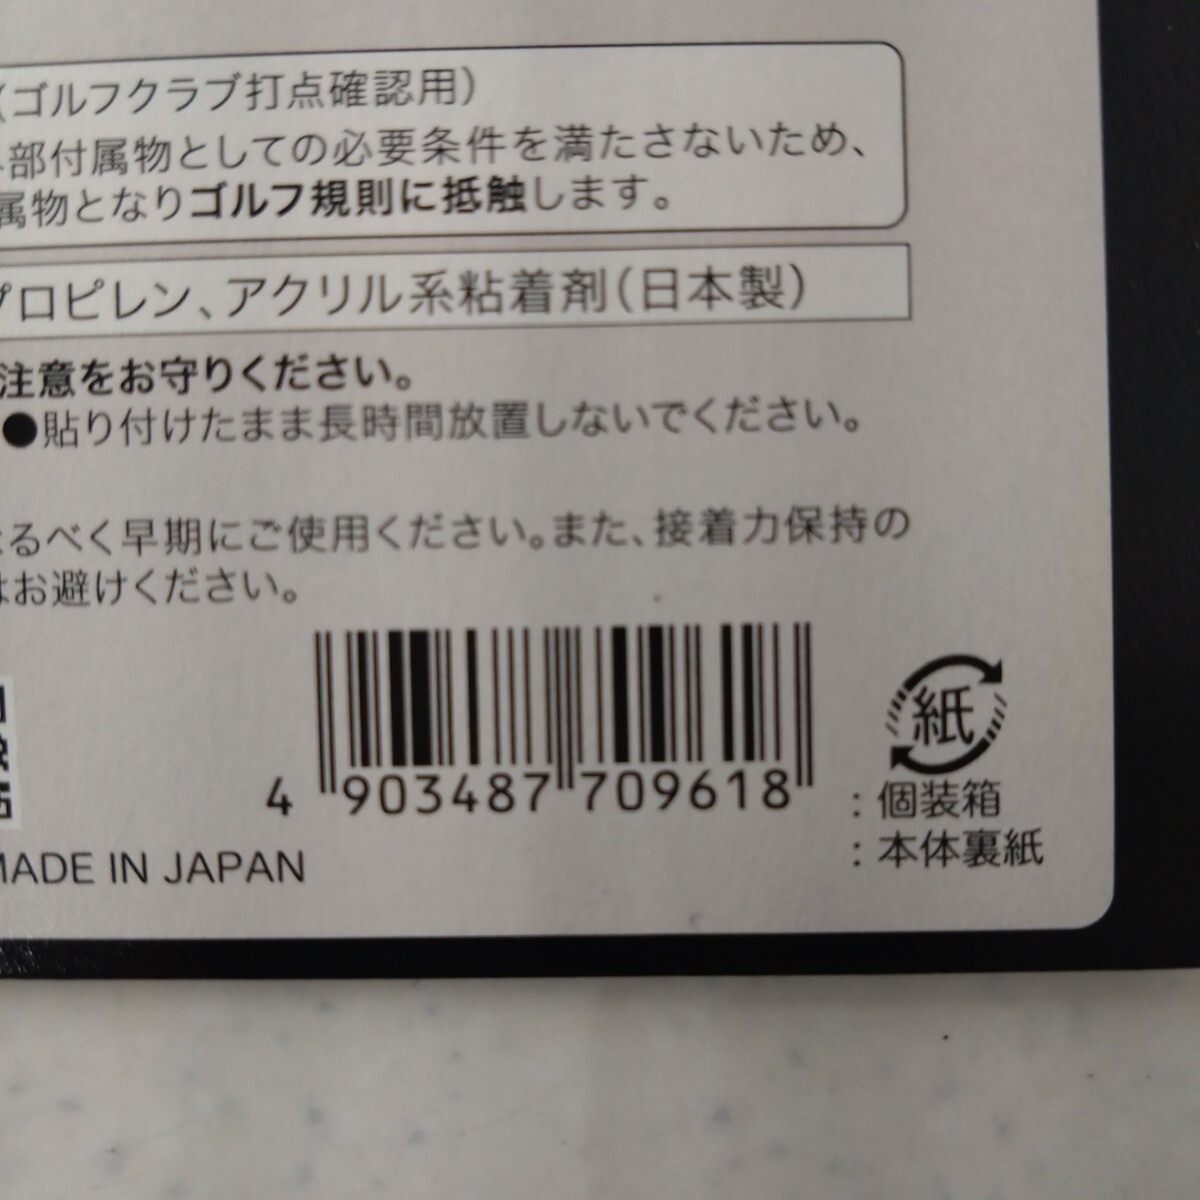 (ゴルフクラブ打点確認用)
部付属物としての必要条件を満たさないため、
属物となりゴルフ規則に抵触します。
プロピレン、アクリル系粘着剤(日本製)
注意をお守りください。
●貼り付けたまま長時間放置しないでください。
るべく早期にご使用ください。また、接着力保持の
はお避けください。
4 903487 709618
紙
:個装箱
:本体裏紙
MADE IN JAPAN